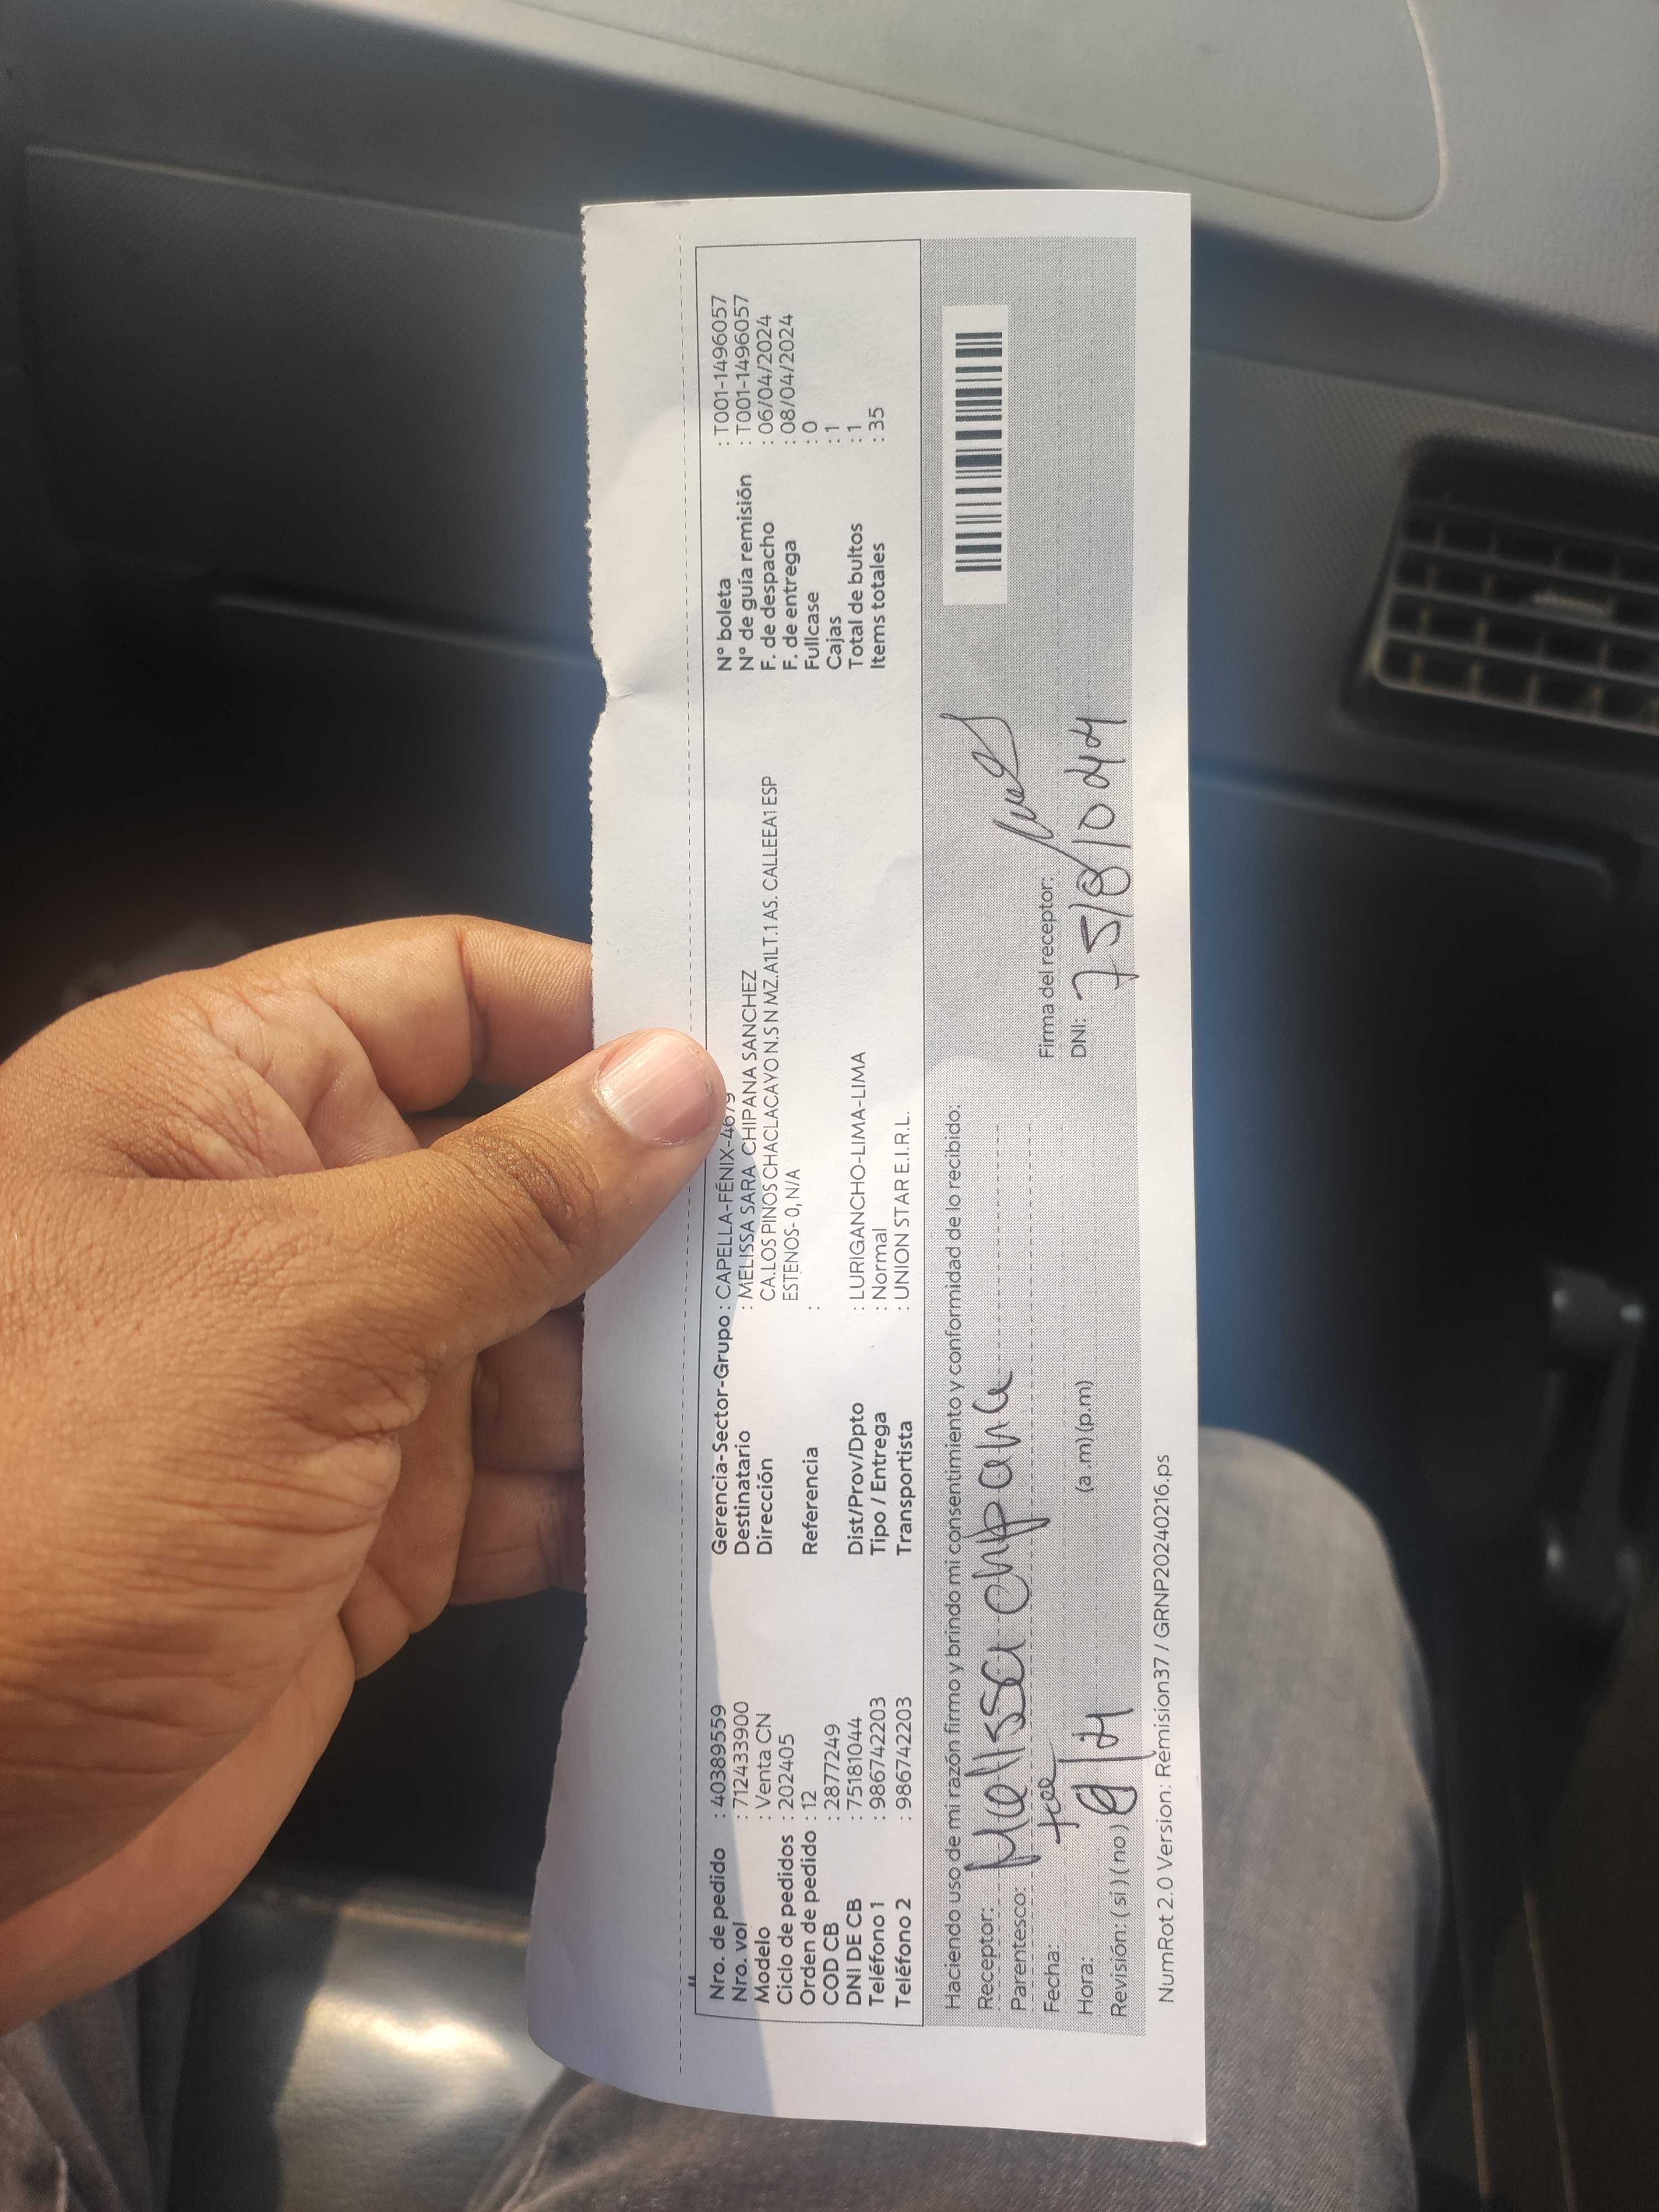 Nro. de pedido : 40389559
Nro. vol : 712433900
Modelo : Venta CN
Ciclo de pedidos : 202405
Orden de pedido : 12
COD CB : 2877249
DNI DE CB : 75181044
Teléfono 1 : 986742203
Teléfono 2 : 986742203
Gerencia-Sector-Grupo : CAPELLA-FÉNIX-4679
Destinatario : MELISSA SARA CHIPANA SANCHEZ
Dirección CA.LOS PINOS CHACLACAYO N.S N MZ.A1LT.1 AS. CALLEEA1 ESP
ESTENOS- 0, N/A
Referencia :
Dist/Prov/Dpto : LURIGANCHO-LIMA-LIMA
Tipo / Entrega : Normal
Transportista : UNION STAR E.I.R.L.
N° boleta : T001-1496057
N° de guía remisión : T001-1496057
F. de despacho : 06/04/2024
F. de entrega : 08/04/2024
Fullcase : 0
Cajas : 1
Total de bultos : 1
Items totales : 35
Haciendo uso de mi razón firmo y brindo mi consentimiento y conformidad de lo recibido:
Receptor: Melissa Chipana
Parentesco:
Fecha:
Hora: (a .m) (p.m)
Revisión: ( si ) ( no )
Firma del receptor:
DNI: 75181044
NumRot 2.0 Version: Remision37 / GRNP20240216.ps